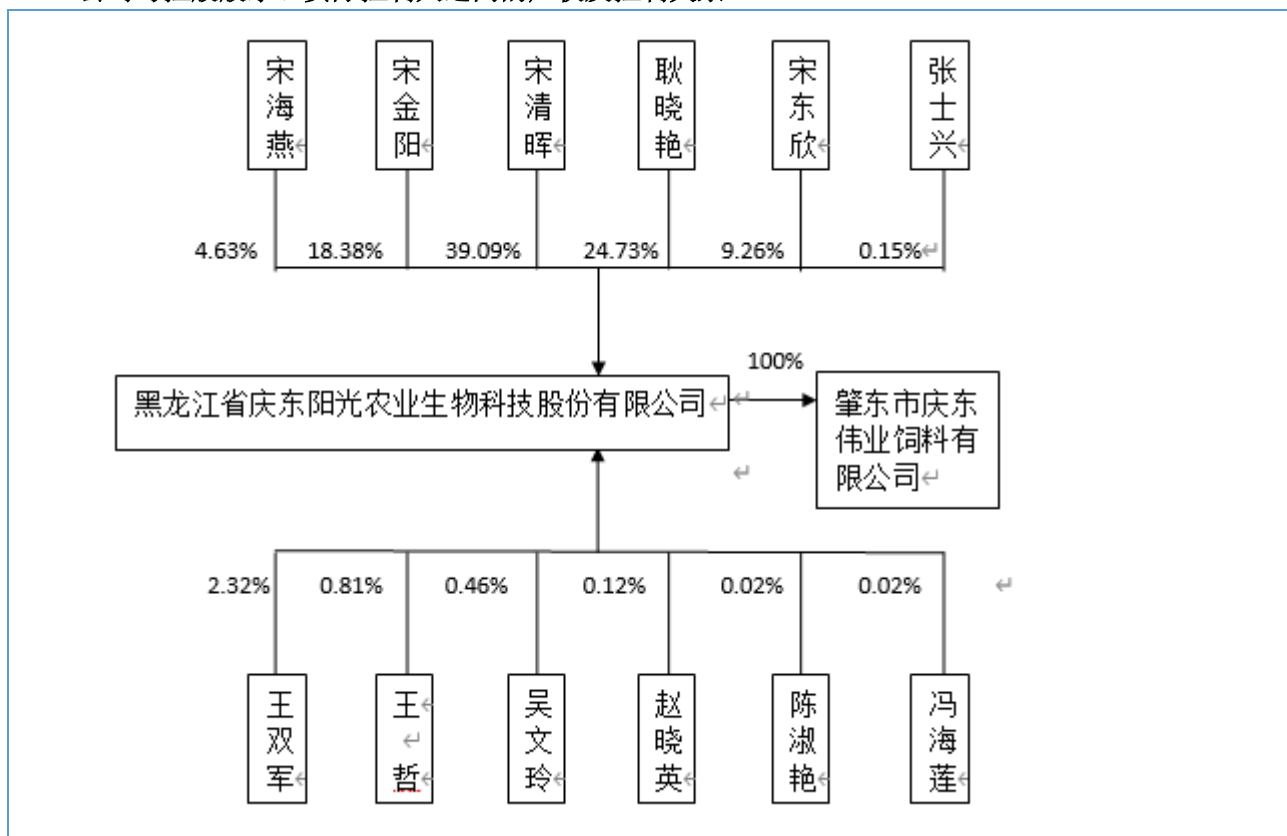 宋海燕
宋金阳
宋清晖
耿晓艳
宋东欣
张士兴
4.63%
18.38%
39.09%
24.73%
9.26%
0.15%
黑龙江省庆东阳光农业生物科技股份有限公司
100%
肇东市庆东
伟业饲料有
限公司
2.32%
0.81%
0.46%
0.12%
0.02%
0.02%
王双军
王哲
吴文玲
赵晓英
陈淑艳
冯海莲